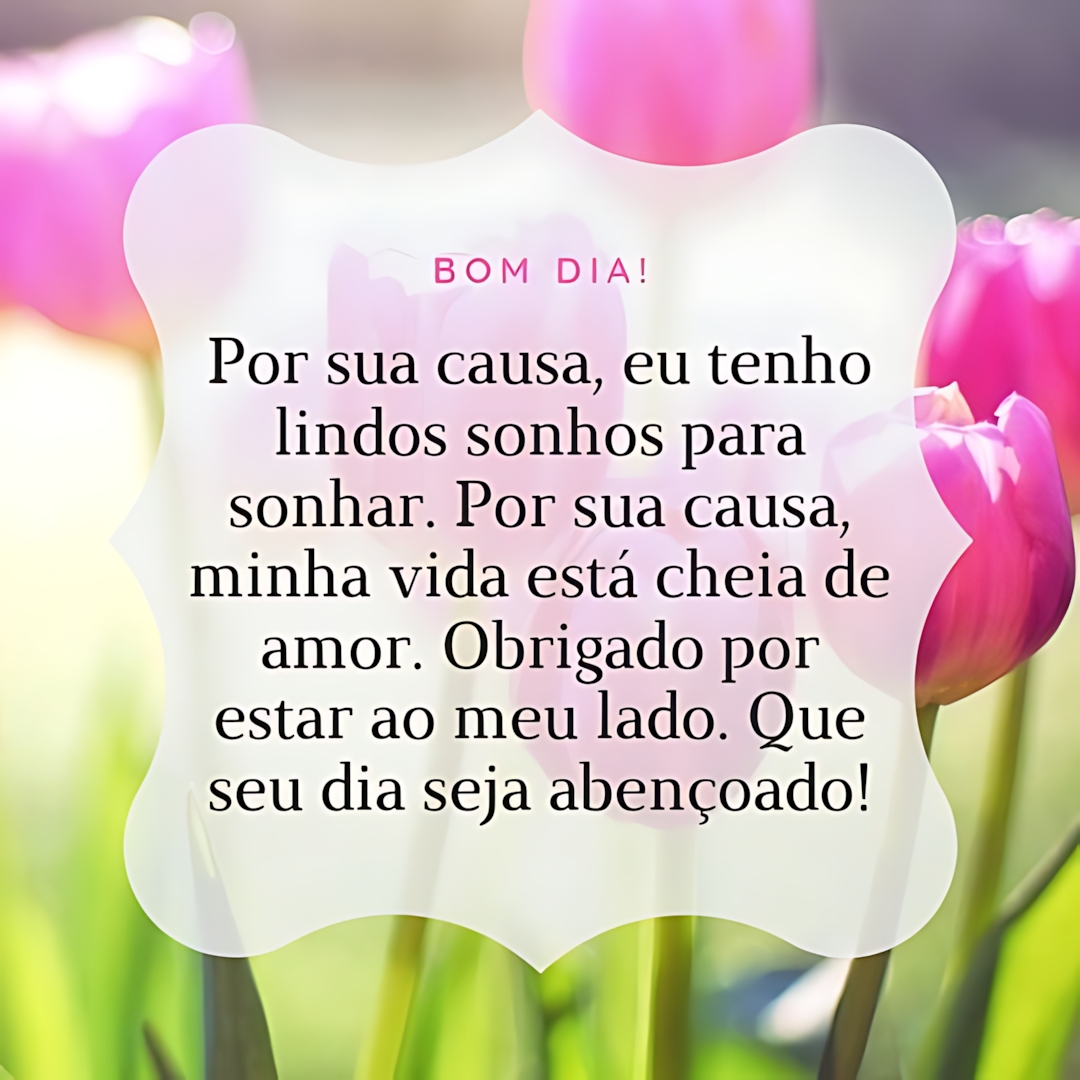 BOM DIA!
Por sua causa, eu tenho
lindos sonhos para
sonhar. Por sua causa,
minha vida está cheia de
amor. Obrigado por
estar ao meu lado. Que
seu dia seja abençoado!